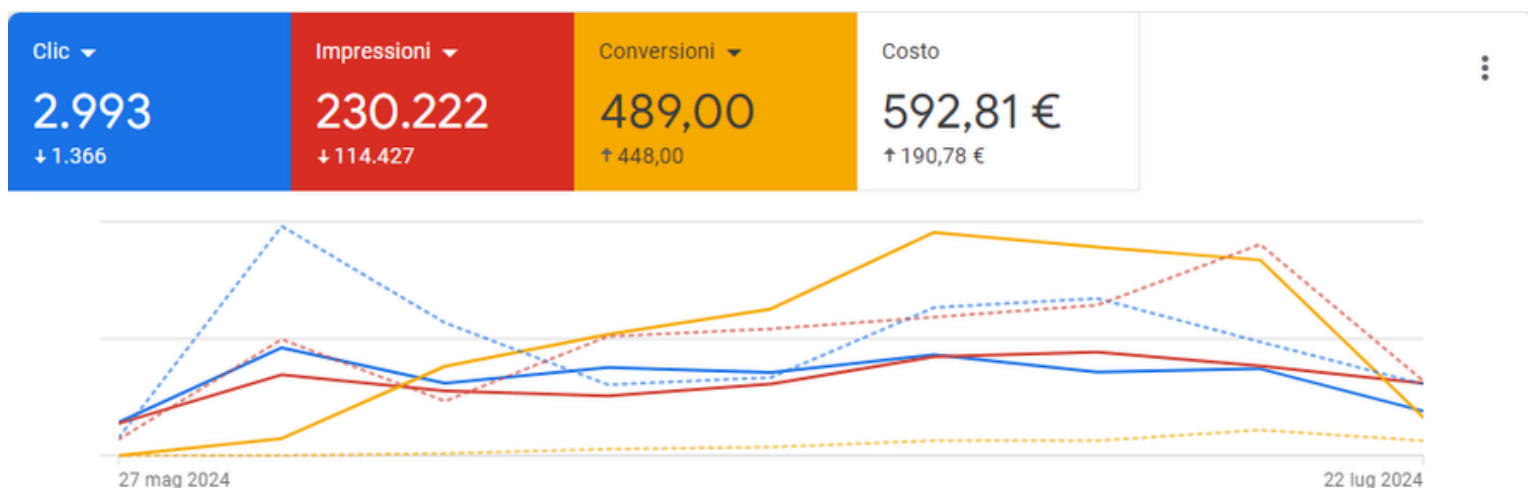 Clic
2.993
↓ 1.366
Impressioni
230.222
↓ 114.427
Conversioni
489,00
↑ 448,00
Costo
592,81 €
↑ 190,78 €
27 mag 2024
22 lug 2024